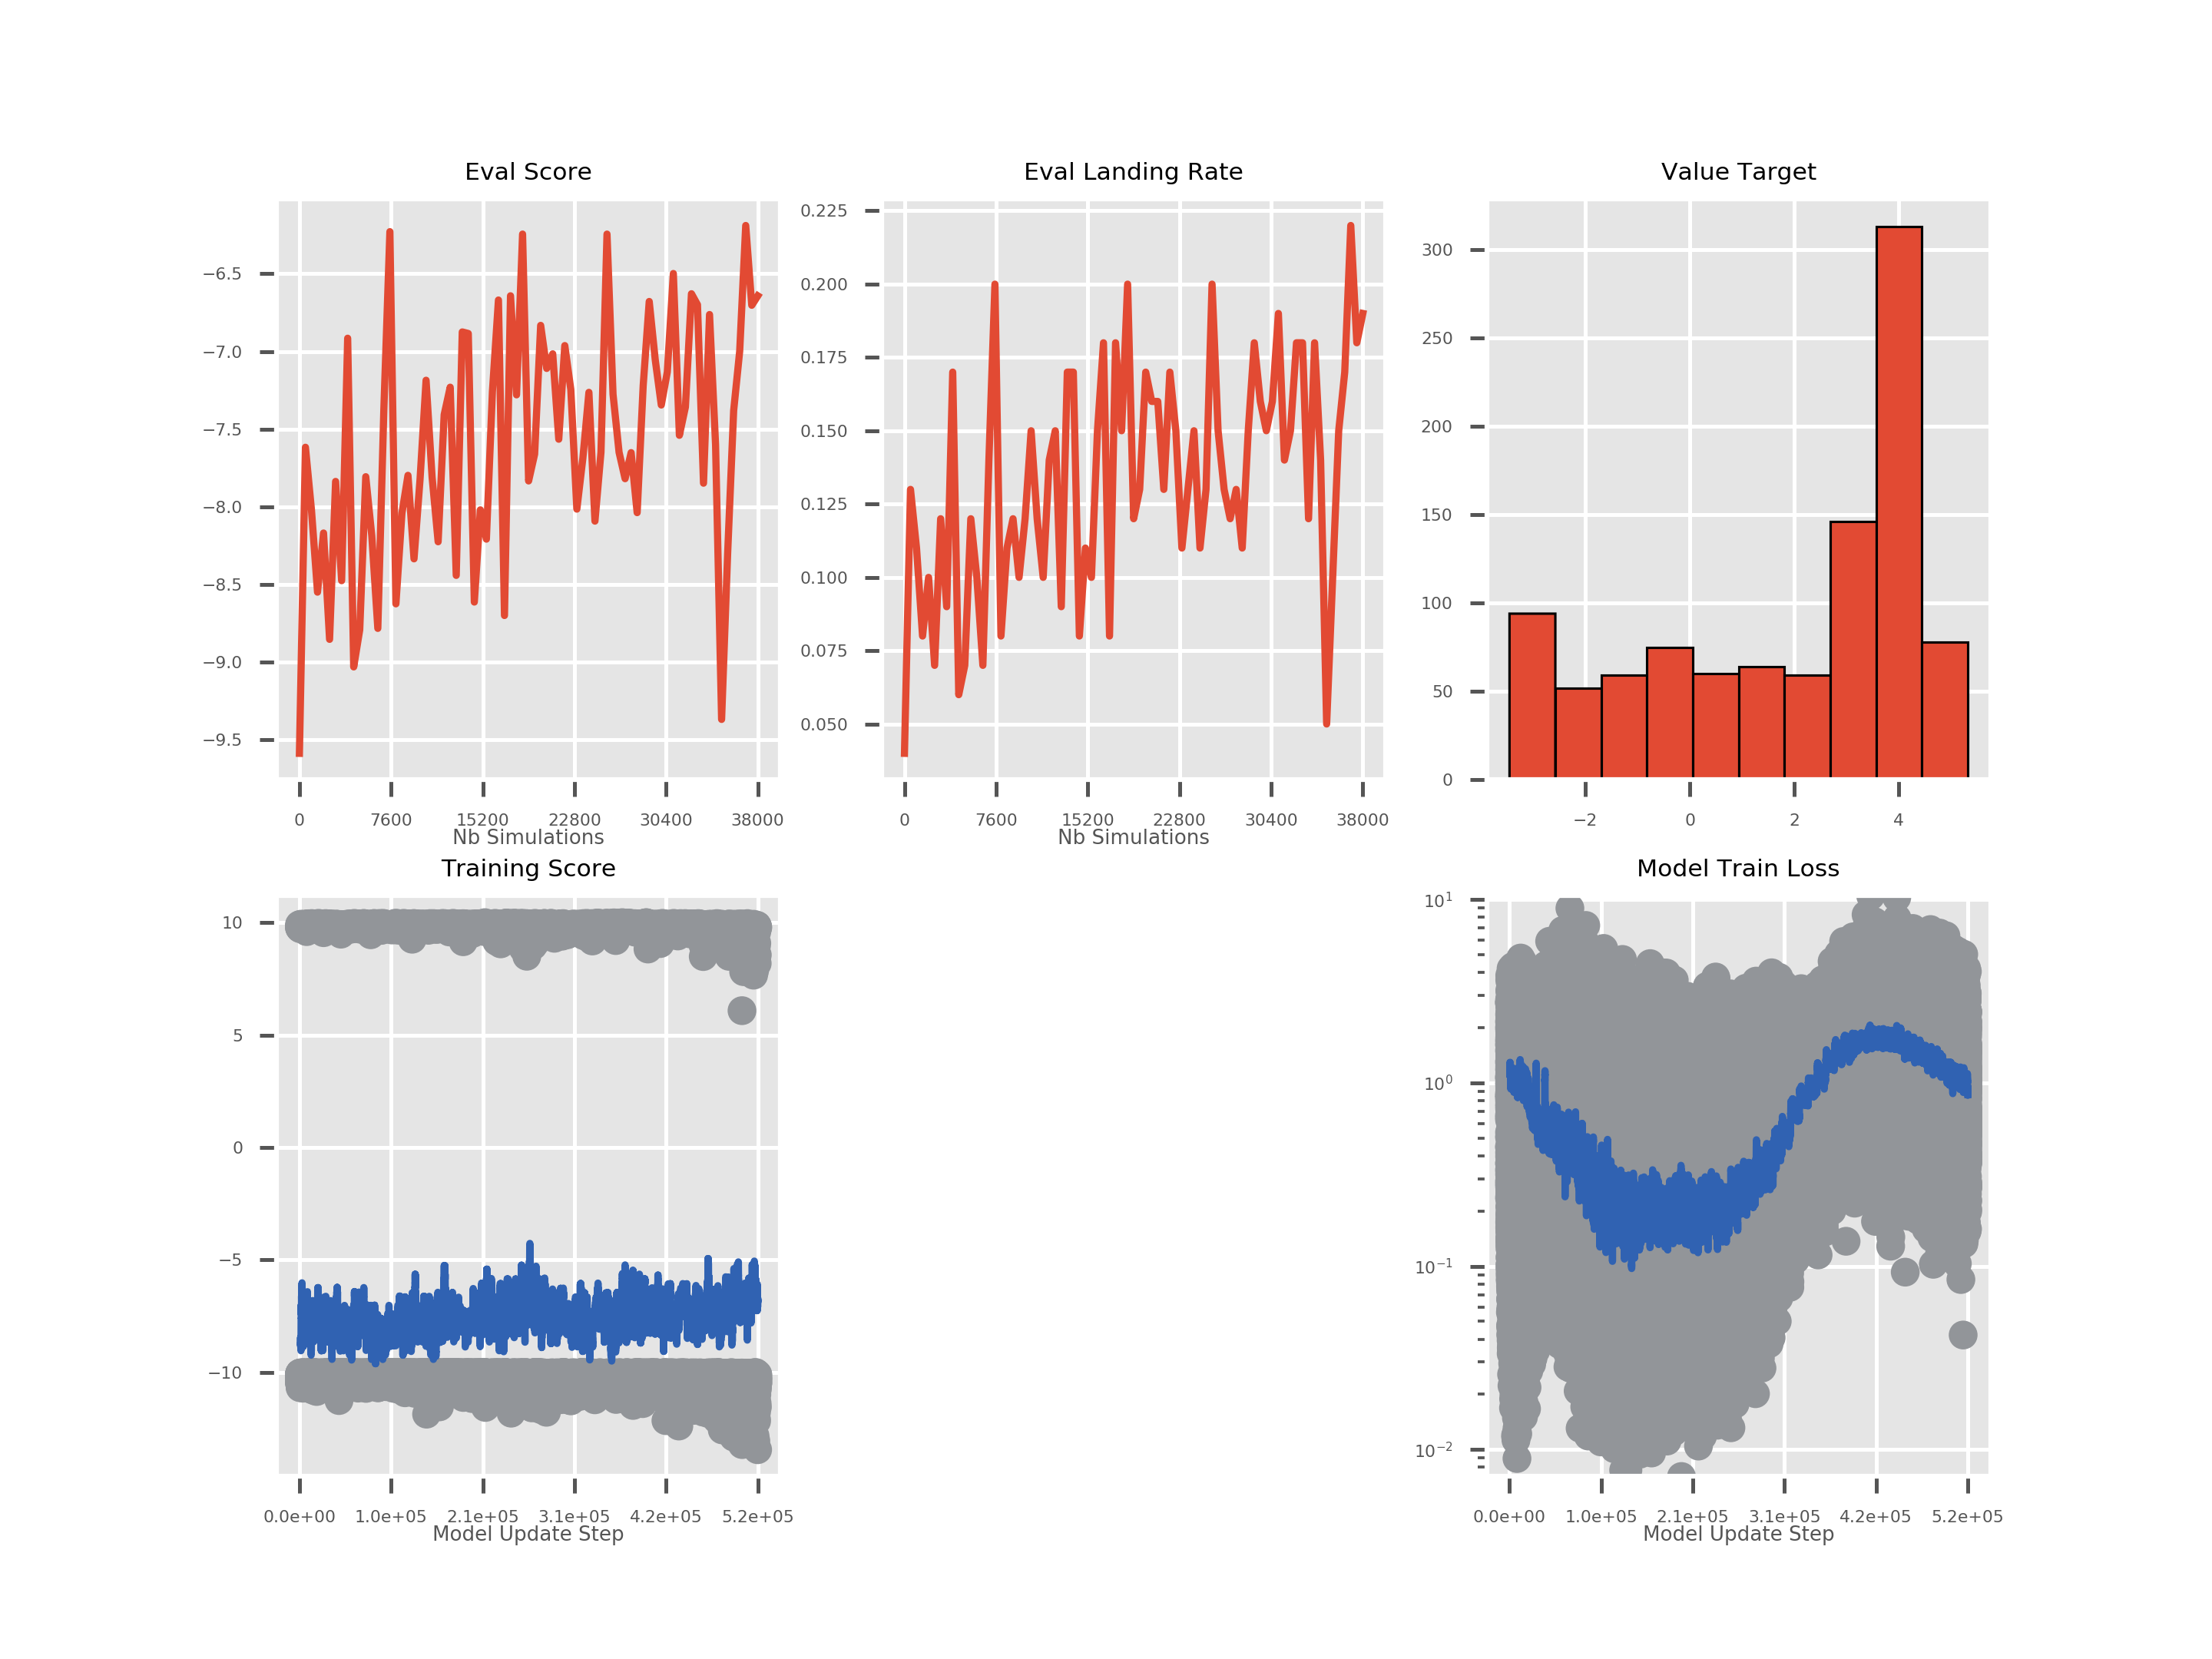 Eval Score
Eval Landing Rate
Value Target
−6.5
−7.0
−7.5
−8.0
−8.5
−9.0
−9.5
0 7600 15200 22800 30400 38000
Nb Simulations
0.225
0.200
0.175
0.150
0.125
0.100
0.075
0.050
0 7600 15200 22800 30400 38000
Nb Simulations
300
250
200
150
100
50
0
−2 0 2 4
Training Score
Model Train Loss
10
5
0
−5
−10
0.0e+00 1.0e+05 2.1e+05 3.1e+05 4.2e+05 5.2e+05
Model Update Step
10¹
10⁰
10⁻¹
10⁻²
0.0e+00 1.0e+05 2.1e+05 3.1e+05 4.2e+05 5.2e+05
Model Update Step